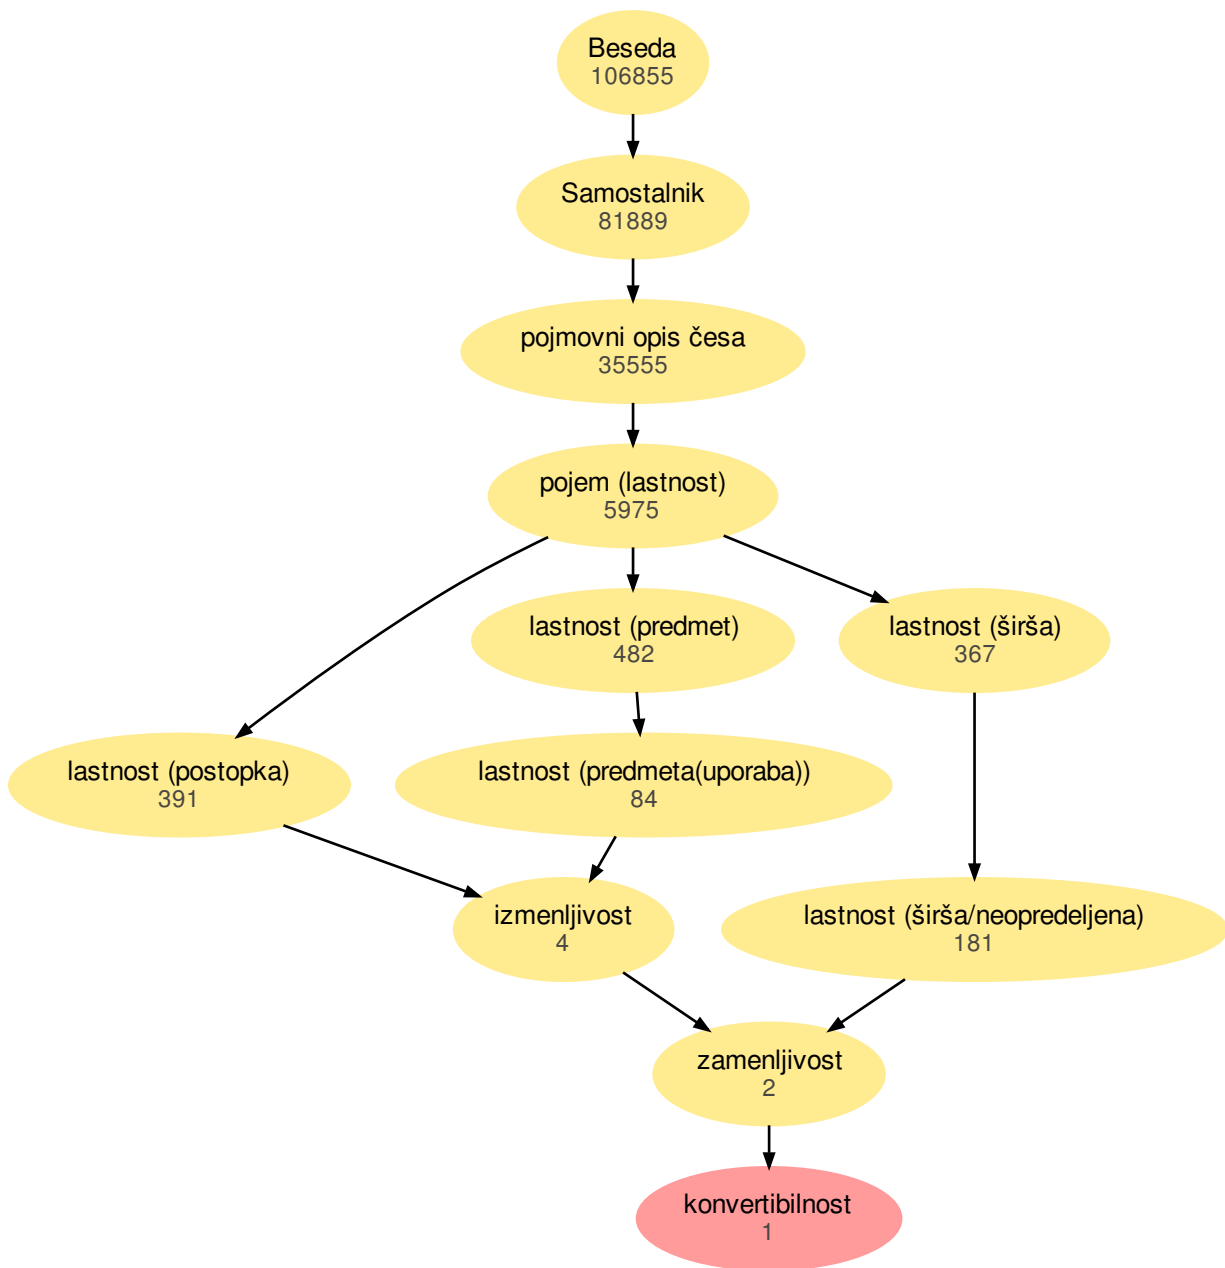 Beseda
106855
Samostalnik
81889
pojmovni opis česa
35555
pojem (lastnost)
5975
lastnost (predmet)
482
lastnost (širša)
367
lastnost (postopka)
391
lastnost (predmeta(uporaba))
84
izmenljivost
4
lastnost (širša/neopredeljena)
181
zamenljivost
2
konvertibilnost
1